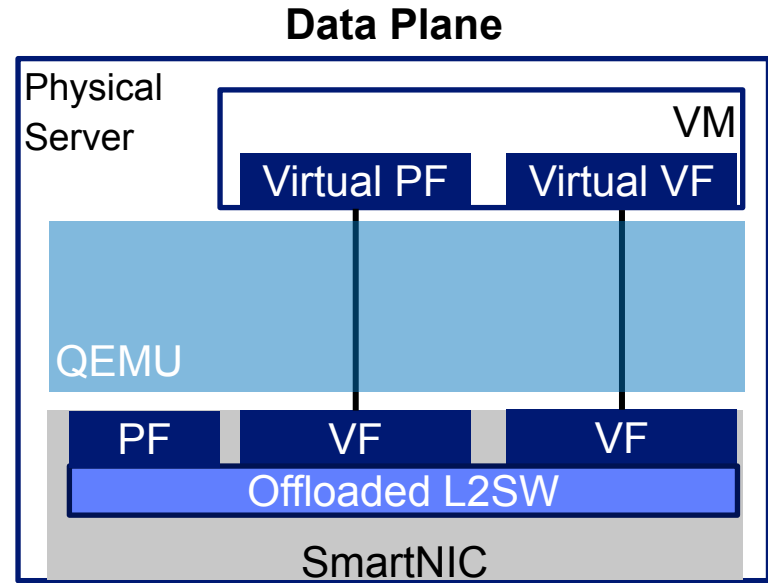 Data Plane
Physical
Server
VM
Virtual PF
Virtual VF
QEMU
PF
VF
VF
Offloaded L2SW
SmartNIC